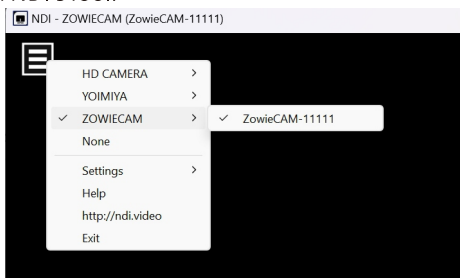 NDI - ZOWIECAM (ZowieCAM-11111)
HD CAMERA
YOIMIYA
ZOWIECAM
ZowieCAM-11111
None
Settings
Help
http://ndi.video
Exit